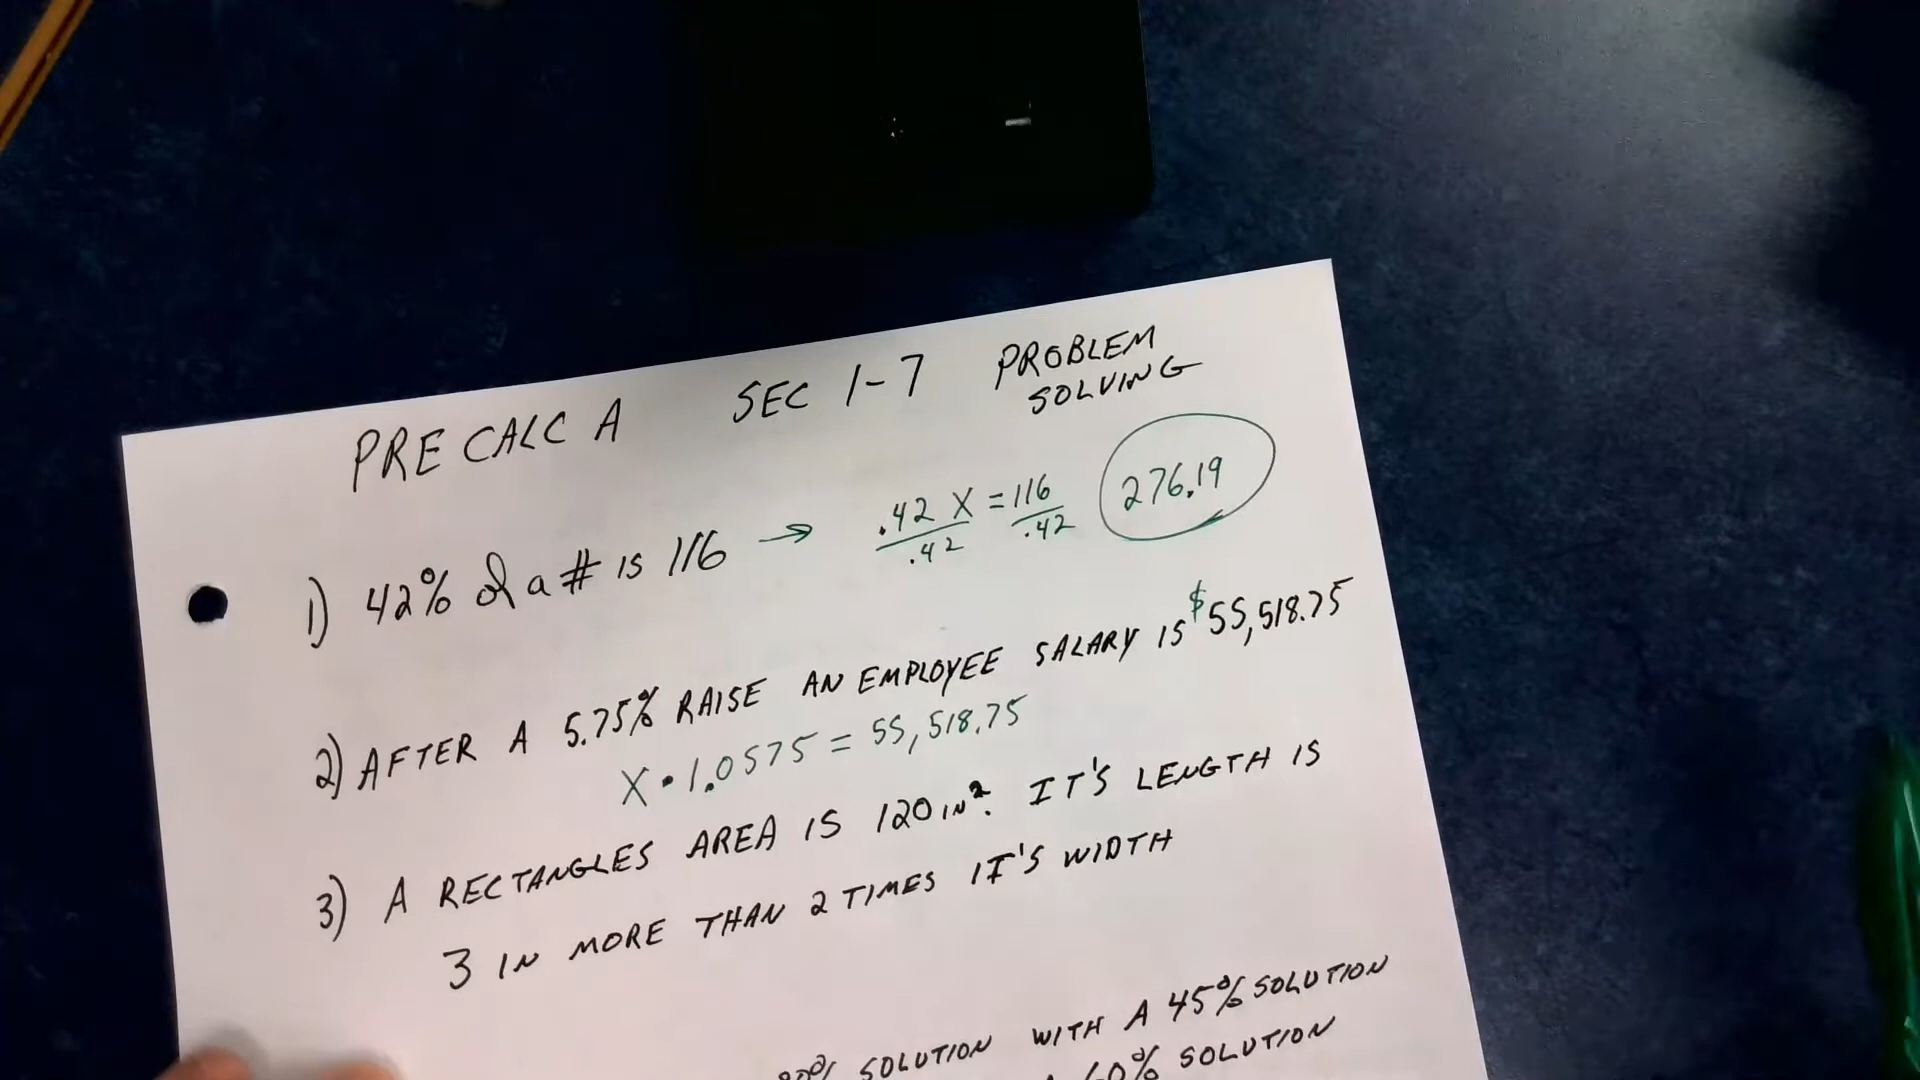 PRE CALC A SEC 1-7 PROBLEM
SOLVING
1) 42% of a # is 116 → .42 X = 116 276.19
.42 .42
2) AFTER A 5.75% RAISE AN EMPLOYEE SALARY IS $55,518.75
X • 1.0575 = 55,518.75
3) A RECTANGLES AREA IS 120 IN². IT'S LENGTH IS
3 IN MORE THAN 2 TIMES IT'S WIDTH
SOLUTION WITH A 45% SOLUTION
60% SOLUTION